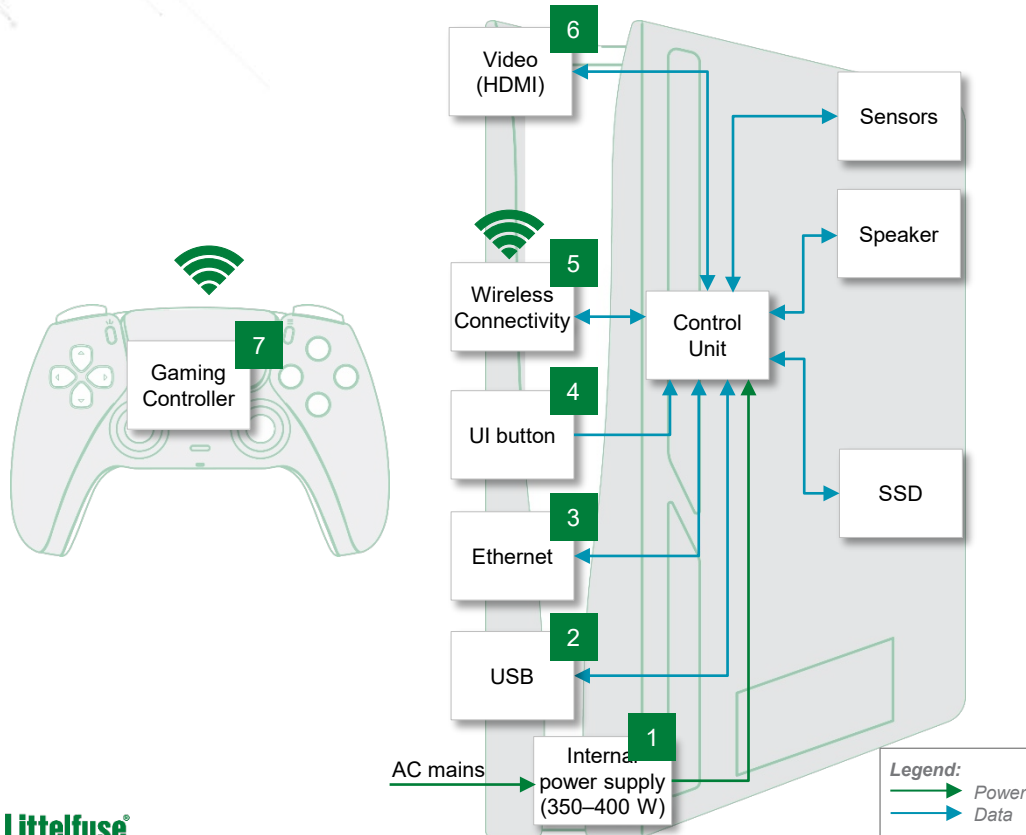 6
Video
(HDMI)
Sensors
Speaker
5
Wireless
Connectivity
Control
Unit
7
Gaming
Controller
4
UI button
SSD
3
Ethernet
2
USB
1
Internal
power supply
(350–400 W)
AC mains
Legend:
Power
Data
Littelfuse®